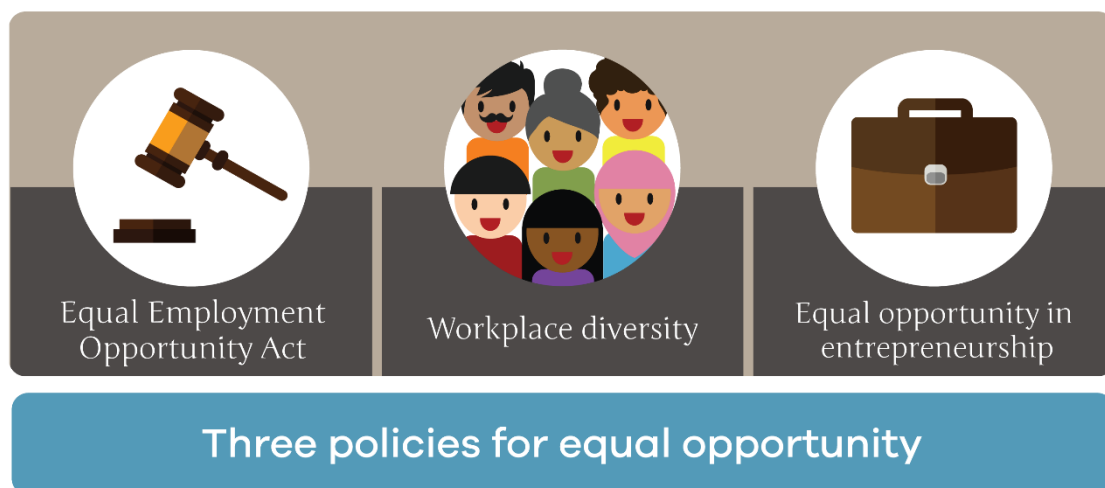 Equal Employment
Opportunity Act
Workplace diversity
Equal opportunity in
entrepreneurship
Three policies for equal opportunity